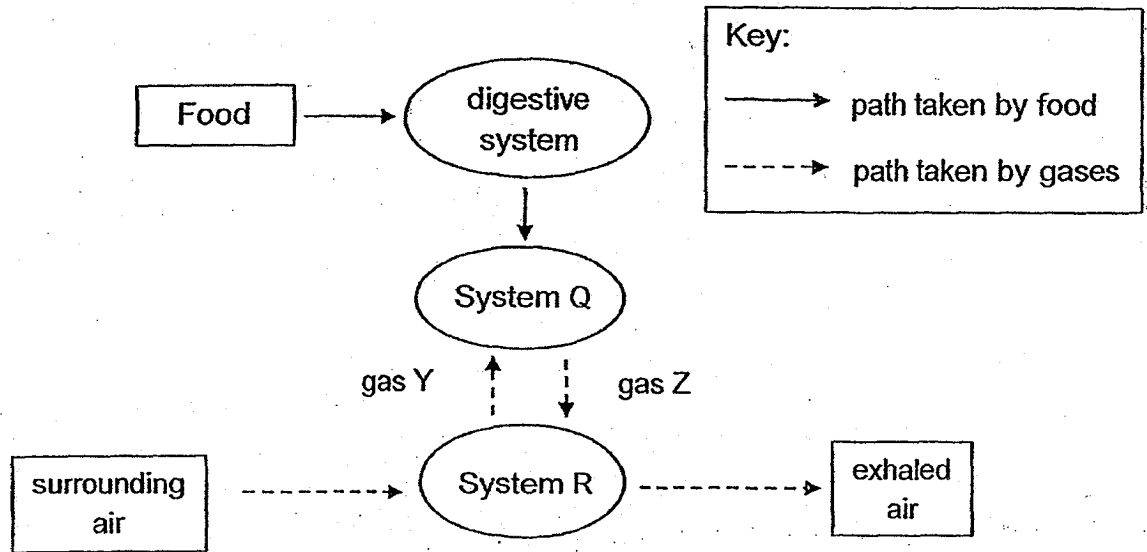 Food
digestive
system
Key:
path taken by food
path taken by gases
System Q
gas Y
gas Z
surrounding
air
System R
exhaled
air